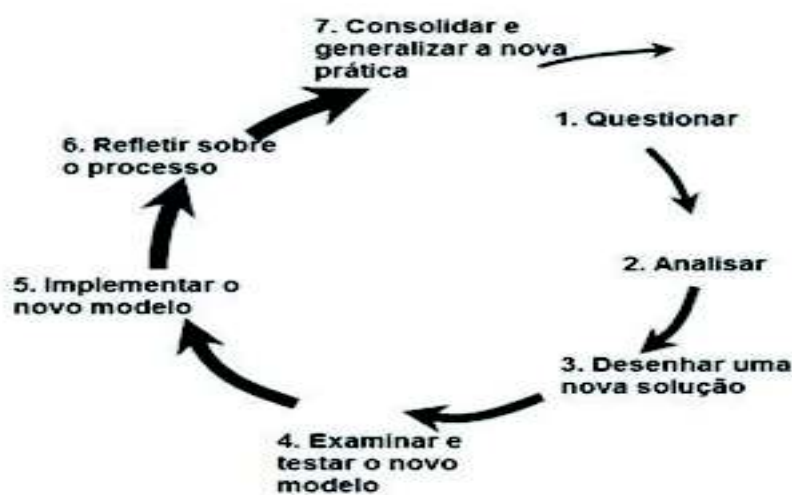 7. Consolidar e
generalizar a nova
prática
1. Questionar
2. Analisar
3. Desenhar uma
nova solução
4. Examinar e
testar o novo
modelo
5. Implementar o
novo modelo
6. Refletir sobre
o processo